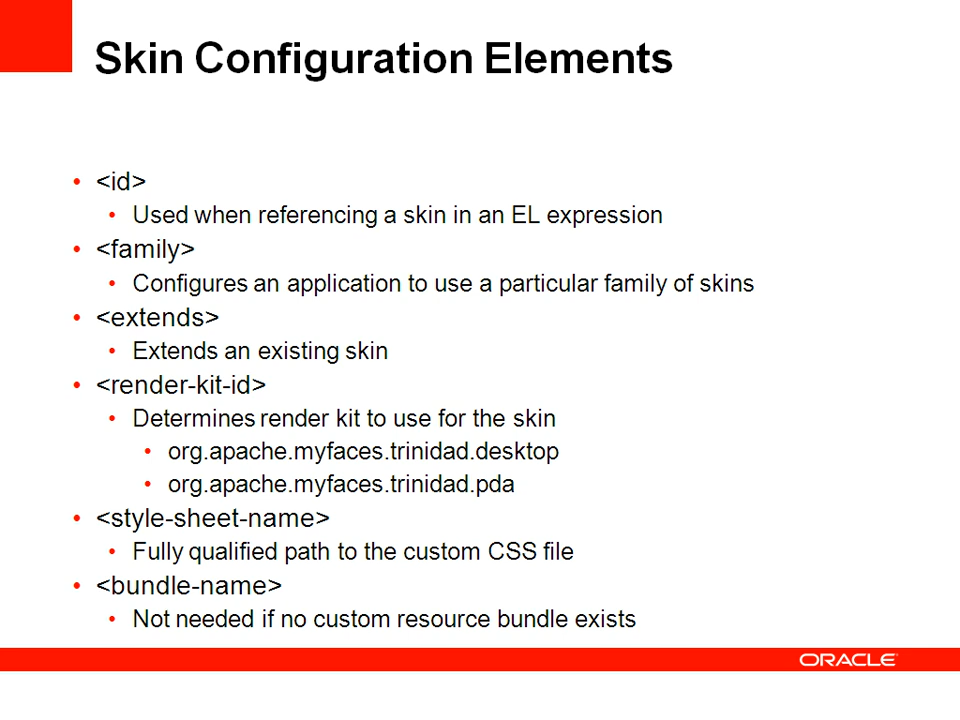 Skin Configuration Elements
• <id>
• Used when referencing a skin in an EL expression
• <family>
• Configures an application to use a particular family of skins
• <extends>
• Extends an existing skin
• <render-kit-id>
• Determines render kit to use for the skin
• org.apache.myfaces.trinidad.desktop
• org.apache.myfaces.trinidad.pda
• <style-sheet-name>
• Fully qualified path to the custom CSS file
• <bundle-name>
• Not needed if no custom resource bundle exists
ORACLE